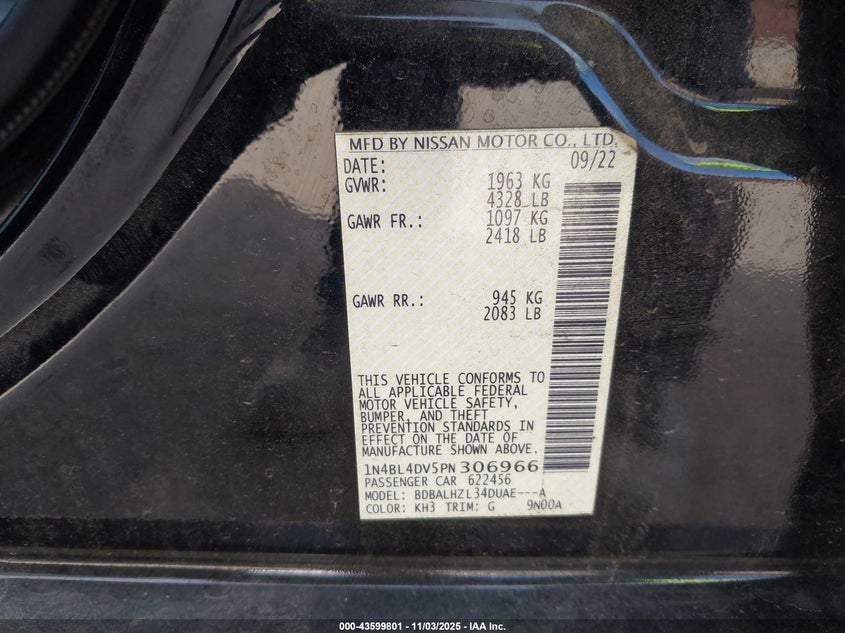 MFD BY NISSAN MOTOR CO., LTD.
DATE: 09/22
GVWR: 1963 KG
4328 LB
GAWR FR.: 1097 KG
2418 LB
GAWR RR.: 945 KG
2083 LB
THIS VEHICLE CONFORMS TO
ALL APPLICABLE FEDERAL
MOTOR VEHICLE SAFETY,
BUMPER, AND THEFT
PREVENTION STANDARDS IN
EFFECT ON THE DATE OF
MANUFACTURE SHOWN ABOVE.
1N4BL4DV5PN306966
PASSENGER CAR 622456
MODEL: BDBALHZL34DUAE---A
COLOR: KH3 TRIM: G 9N00A
000-43599801 - 11/03/2025 - IAA Inc.